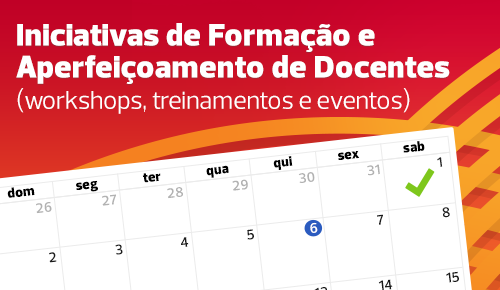 Iniciativas de Formação e
Aperfeiçoamento de Docentes
(workshops, treinamentos e eventos)
dom seg ter qua qui sex sab
26 27 28 29 30 31 1
2 3 4 5 6 7 8
14 15